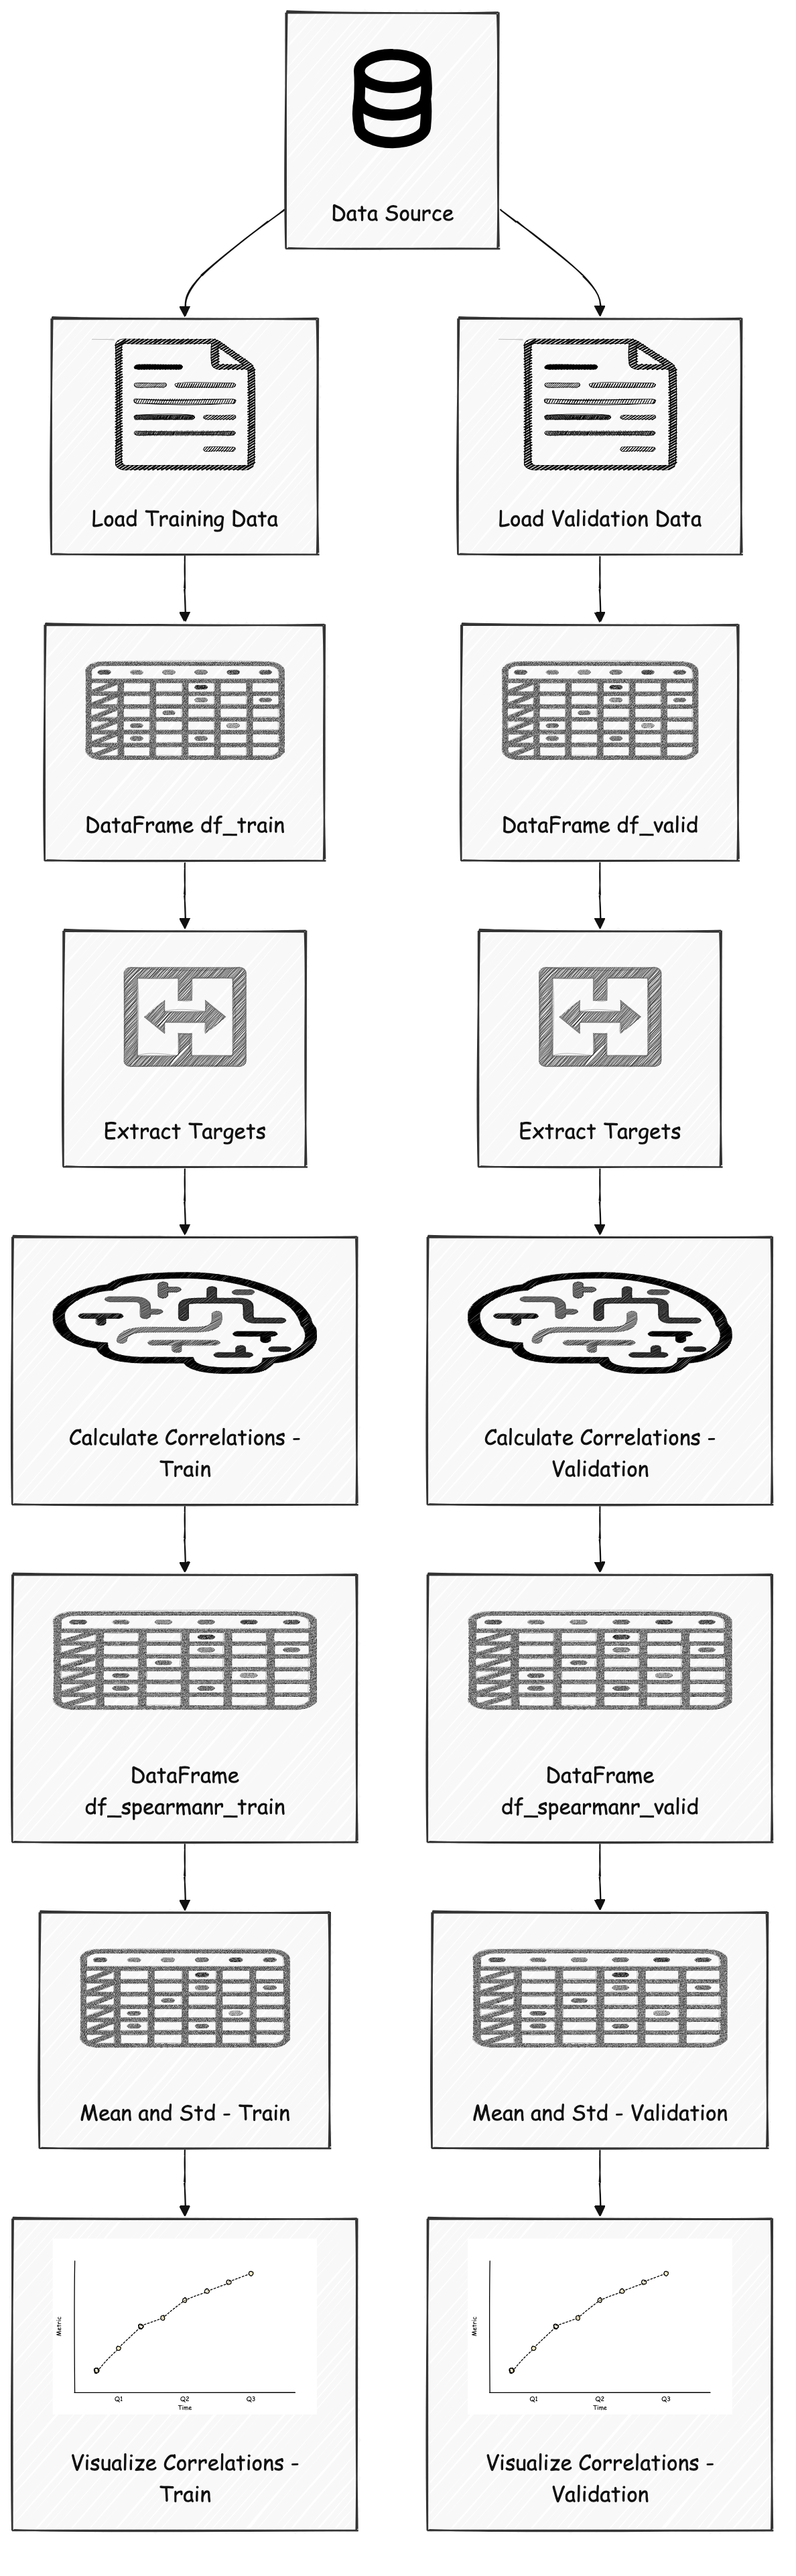 Data Source
Load Training Data
Load Validation Data
DataFrame df_train
DataFrame df_valid
Extract Targets
Extract Targets
Calculate Correlations -
Train
Calculate Correlations -
Validation
DataFrame
df_spearmanr_train
DataFrame
df_spearmanr_valid
Mean and Std - Train
Mean and Std - Validation
Metric
Q1 Q2 Q3
Time
Visualize Correlations -
Train
Metric
Q1 Q2 Q3
Time
Visualize Correlations -
Validation